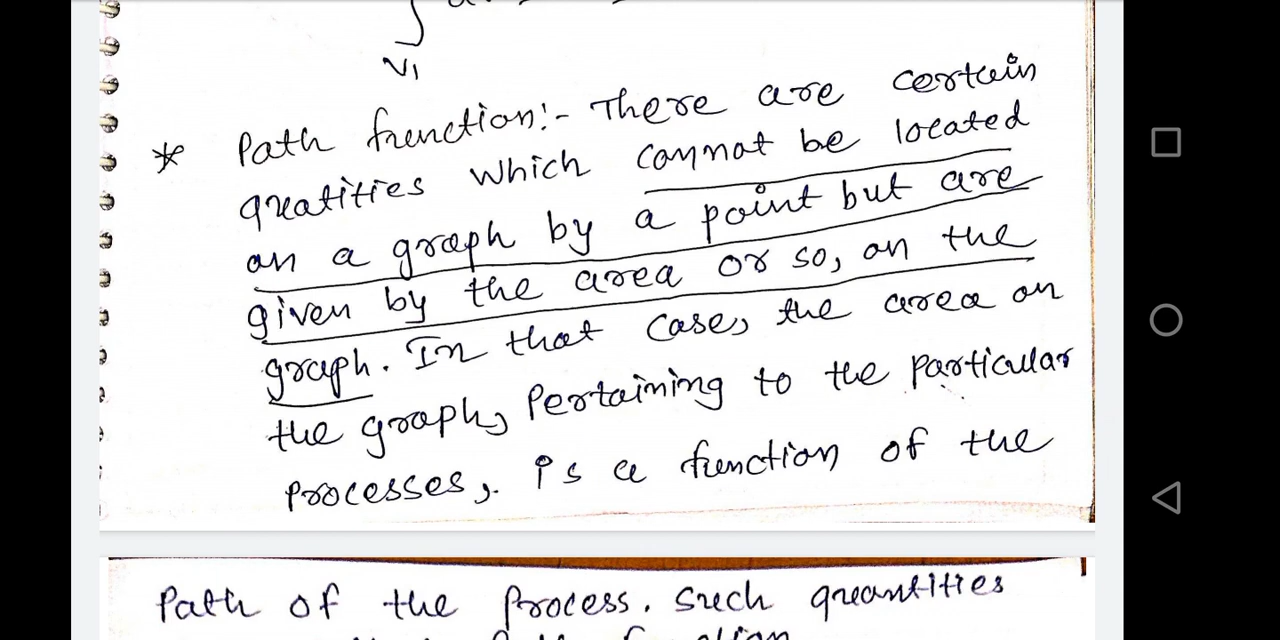 V1
* Path function:- There are certain
quatities which cannot be located
on a graph by a point but are
given by the area or so, on the
graph. In that case, the area on
the graph, Pertaining to the particular
processes, is a function of the
Path of the process. Such quantities
function